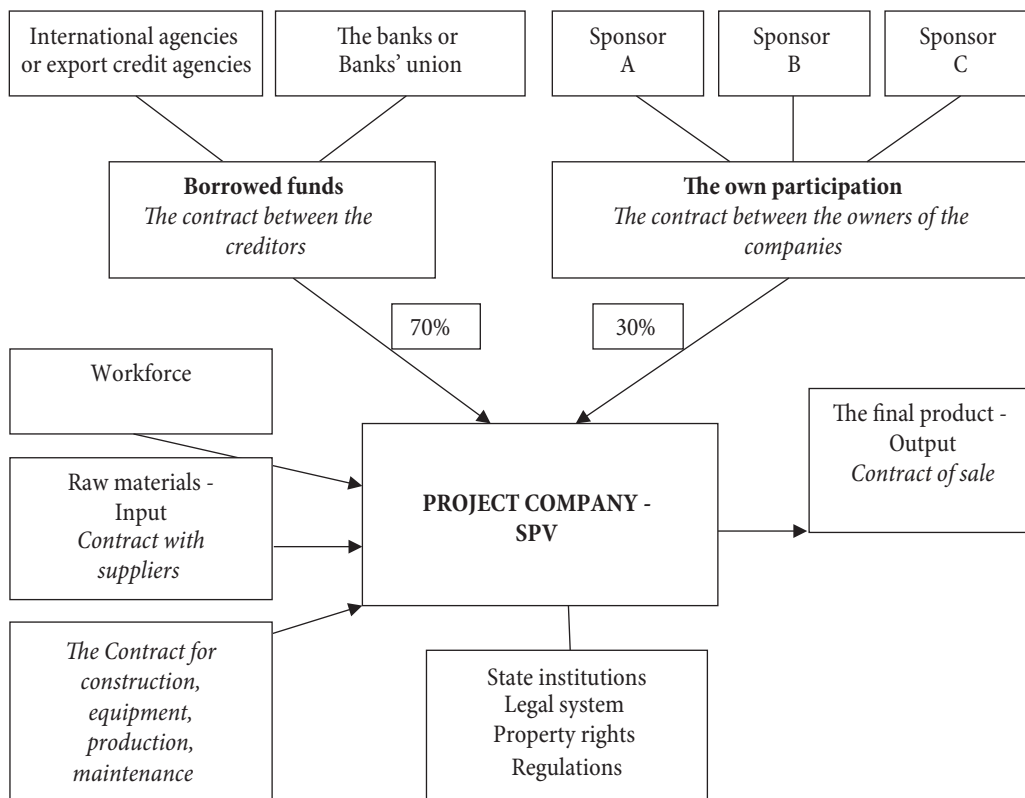 International agencies
or export credit agencies
The banks or
Banks' union
Sponsor
A
Sponsor
B
Sponsor
C
Borrowed funds
The contract between the
creditors
The own participation
The contract between the owners of the
companies
70%
30%
Workforce
Raw materials -
Input
Contract with
suppliers
The Contract for
construction,
equipment,
production,
maintenance
PROJECT COMPANY -
SPV
The final product -
Output
Contract of sale
State institutions
Legal system
Property rights
Regulations